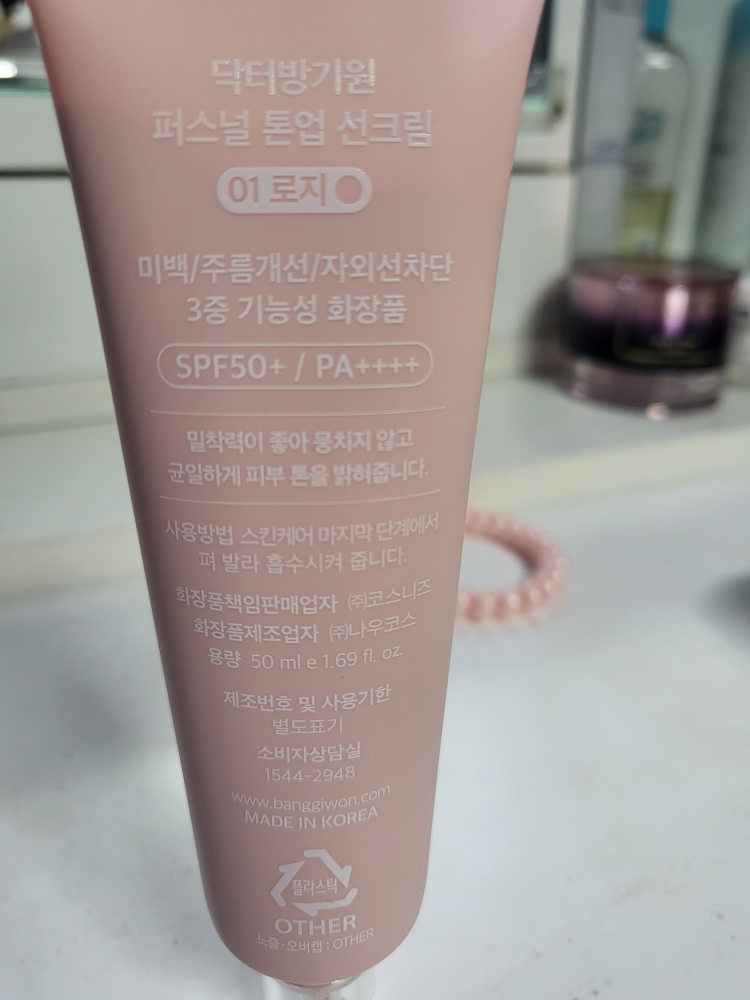 닥터방기원
퍼스널 톤업 선크림
01 로지
미백/주름개선/자외선차단
3중 기능성 화장품
SPF50+ / PA++++
밀착력이 좋아 뭉치지 않고
균일하게 피부 톤을 밝혀줍니다.
사용방법 스킨케어 마지막 단계에서
펴 발라 흡수시켜 줍니다.
화장품책임판매업자 ㈜코스니즈
화장품제조업자 ㈜나우코스
용량 50 ml e 1.69 fl. oz.
제조번호 및 사용기한
별도표기
소비자상담실
1544-2948
www.banggiwon.com
MADE IN KOREA
플라스틱
OTHER
노즐·오버캡 : OTHER